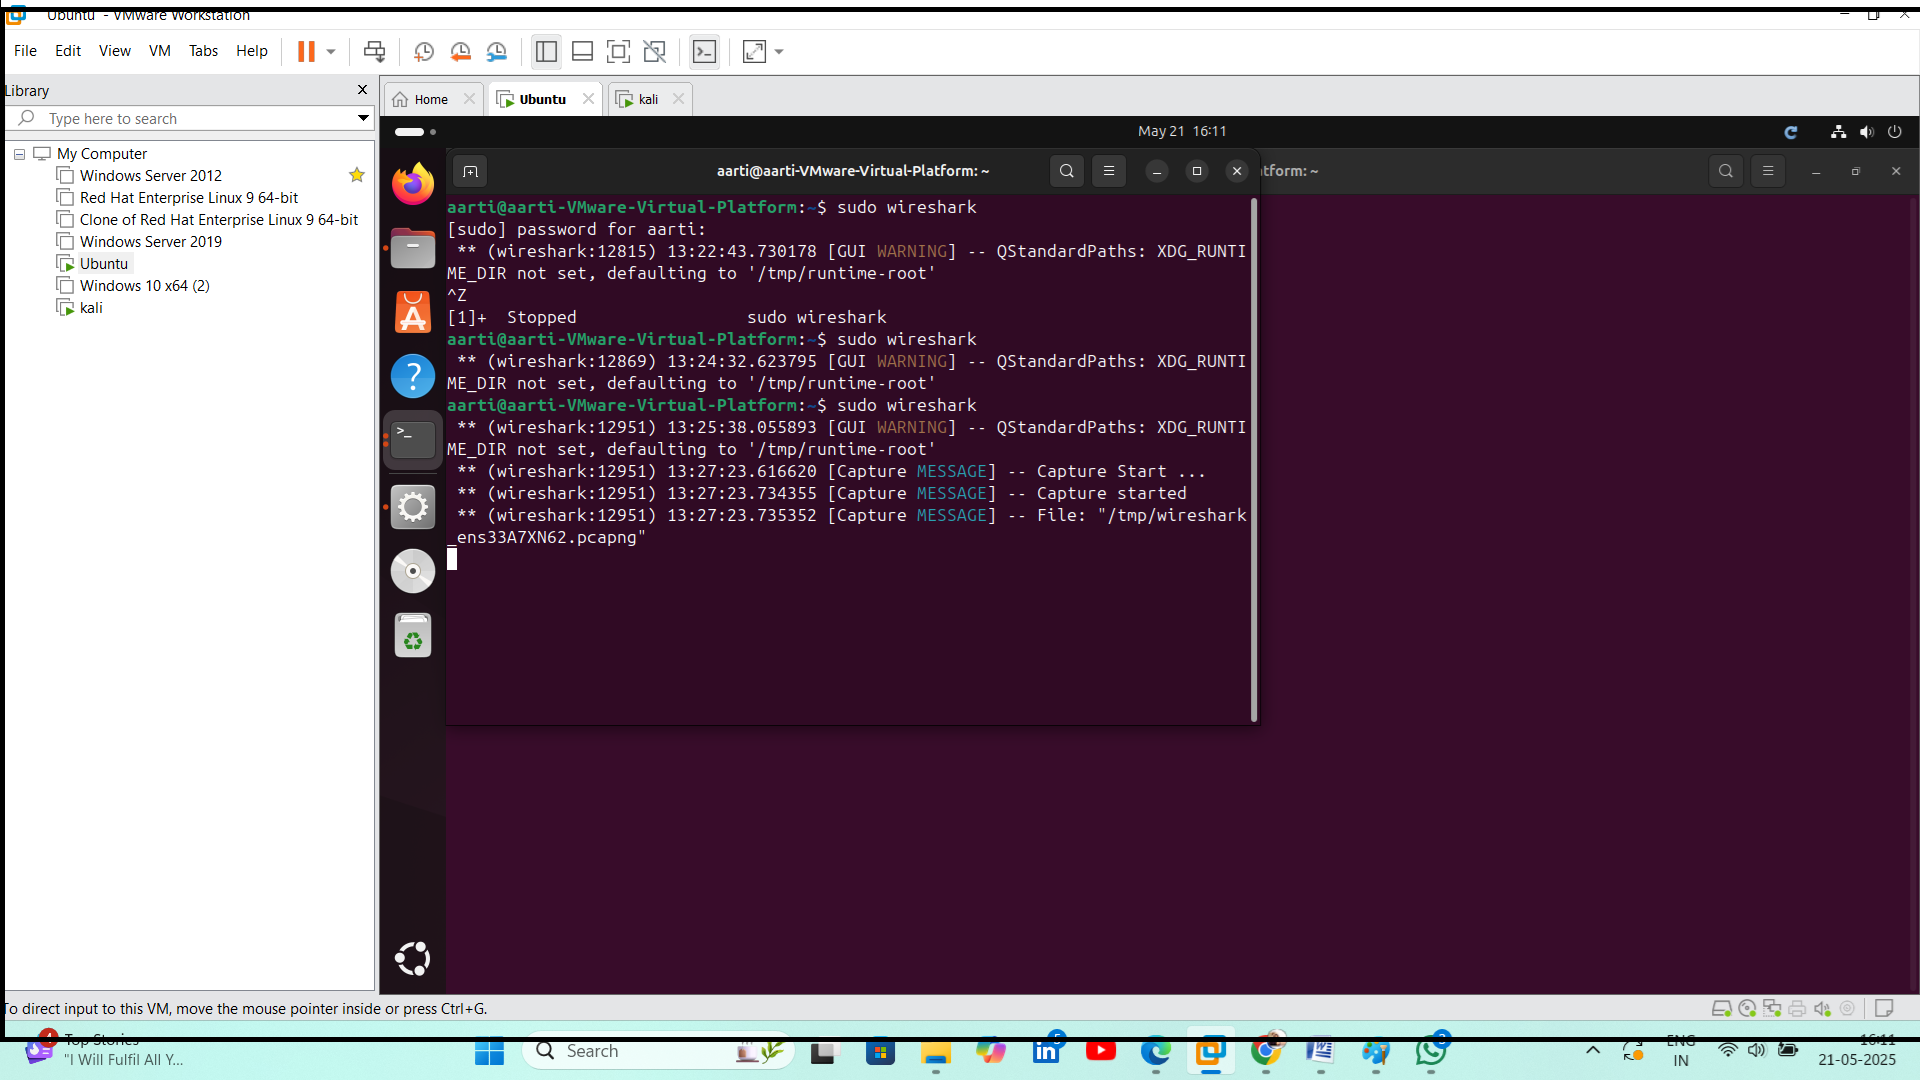 Ubuntu - VMware Workstation
File Edit View VM Tabs Help
Library
Type here to search
My Computer
Windows Server 2012
Red Hat Enterprise Linux 9 64-bit
Clone of Red Hat Enterprise Linux 9 64-bit
Windows Server 2019
Ubuntu
Windows 10 x64 (2)
kali
Home Ubuntu kali
May 21 16:11
aarti@aarti-VMware-Virtual-Platform: ~
tform: ~
aarti@aarti-VMware-Virtual-Platform:~$ sudo wireshark
[sudo] password for aarti:
** (wireshark:12815) 13:22:43.730178 [GUI WARNING] -- QStandardPaths: XDG_RUNTI
ME_DIR not set, defaulting to '/tmp/runtime-root'
^Z
[1]+ Stopped sudo wireshark
aarti@aarti-VMware-Virtual-Platform:~$ sudo wireshark
** (wireshark:12869) 13:24:32.623795 [GUI WARNING] -- QStandardPaths: XDG_RUNTI
ME_DIR not set, defaulting to '/tmp/runtime-root'
aarti@aarti-VMware-Virtual-Platform:~$ sudo wireshark
** (wireshark:12951) 13:25:38.055893 [GUI WARNING] -- QStandardPaths: XDG_RUNTI
ME_DIR not set, defaulting to '/tmp/runtime-root'
** (wireshark:12951) 13:27:23.616620 [Capture MESSAGE] -- Capture Start ...
** (wireshark:12951) 13:27:23.734355 [Capture MESSAGE] -- Capture started
** (wireshark:12951) 13:27:23.735352 [Capture MESSAGE] -- File: "/tmp/wireshark
_ens33A7XN62.pcapng"
To direct input to this VM, move the mouse pointer inside or press Ctrl+G.
4 Top Stories
"I Will Fulfil All Y...
Search
ENG
IN
16:11
21-05-2025